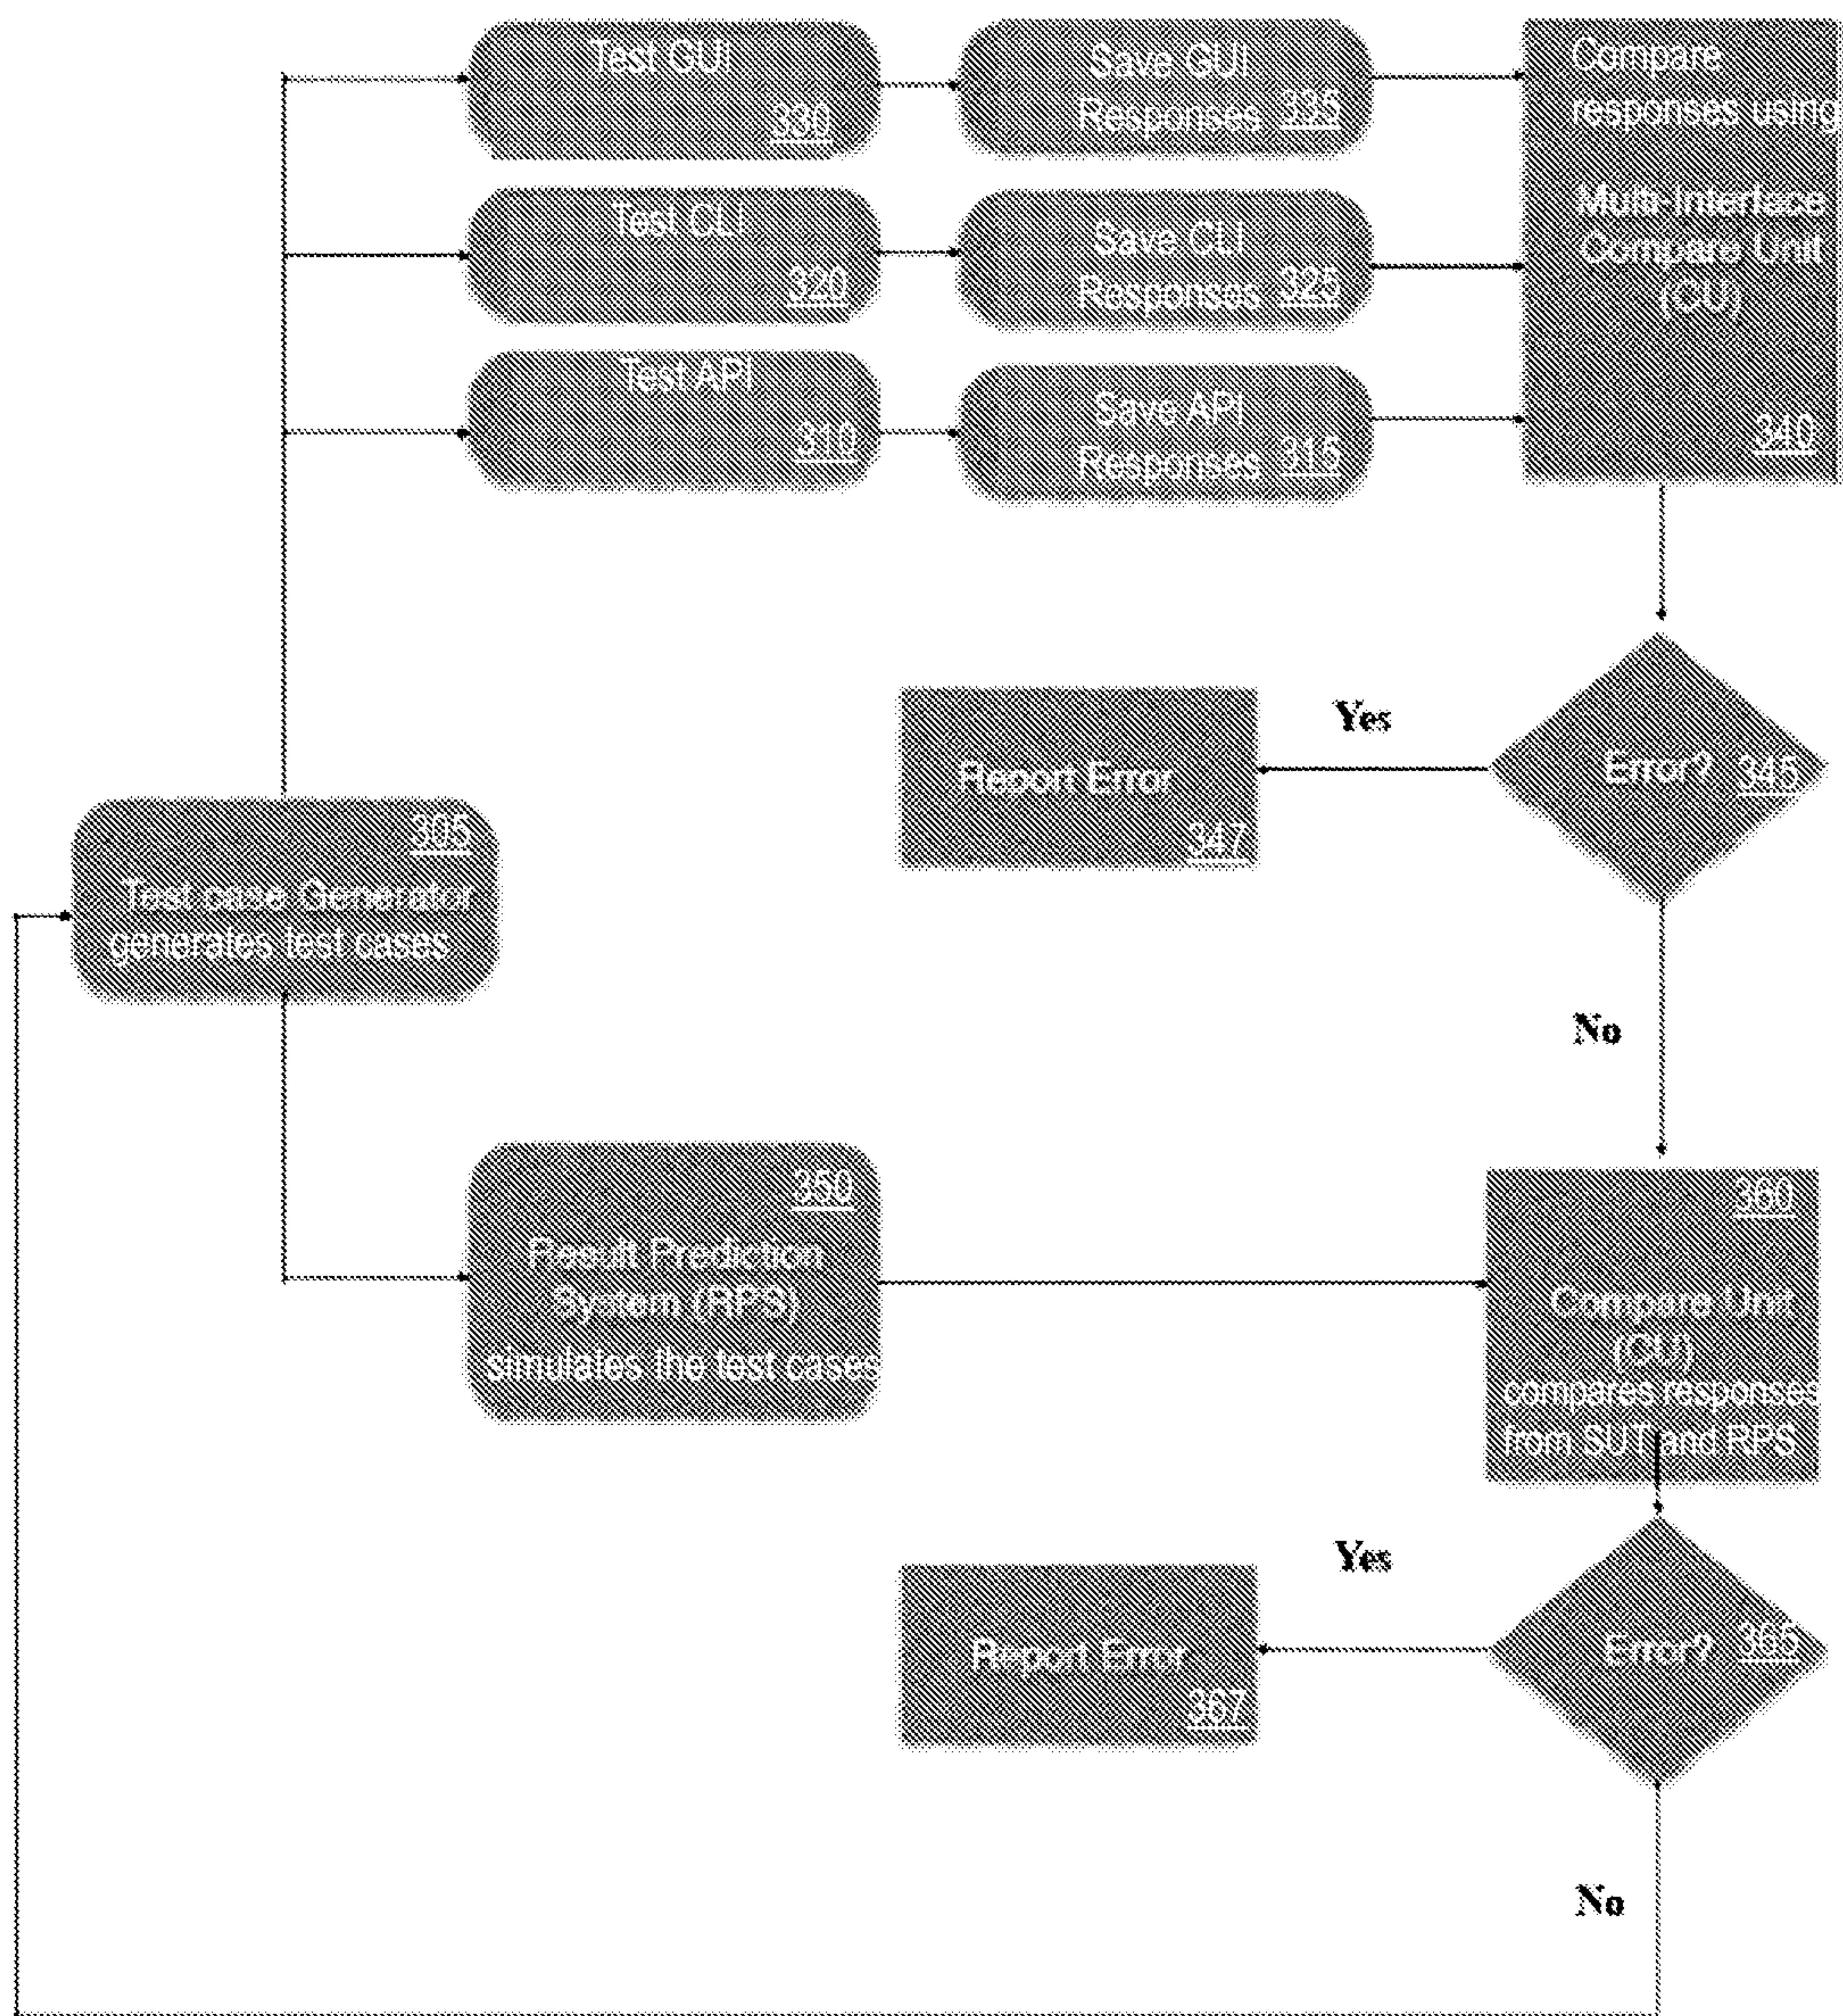 Test GUI
330
Save GUI
Responses 335
Compare
responses using
Multi-Interface
Compare Unit
(CU)
340
Test CLI
320
Save CLI
Responses 325
Test API
310
Save API
Responses 315
Error? 345
Yes
Report Error
347
No
305
Test case Generator
generates test cases
350
Result Prediction
System (RPS)
simulates the test cases
360
Compare Unit
(CU)
compares responses
from SUT and RPS
Error? 365
Yes
Report Error
367
No